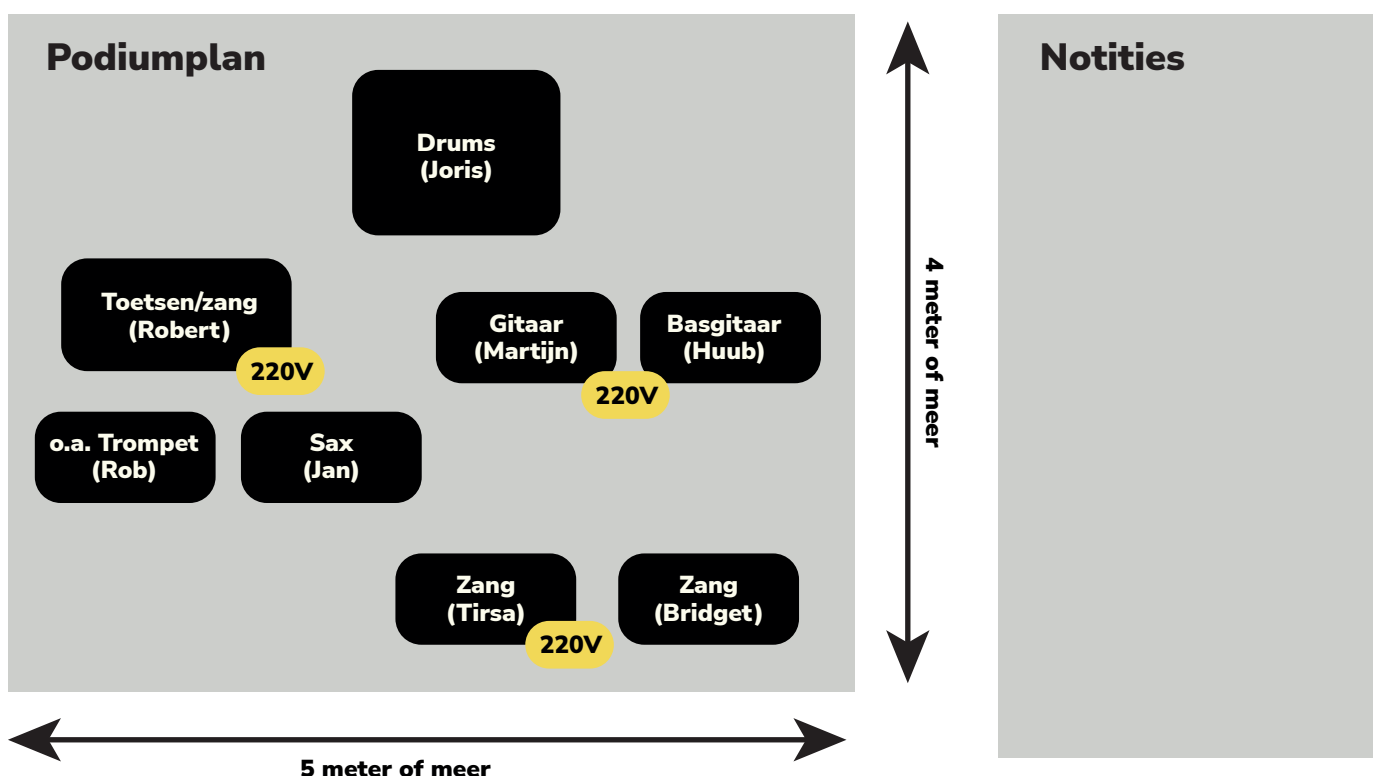 Podiumplan
Drums
(Joris)
Toetsen/zang
(Robert)
220V
Gitaar
(Martijn)
Basgitaar
(Huub)
220V
o.a. Trompet
(Rob)
Sax
(Jan)
Zang
(Tirsa)
220V
Zang
(Bridget)
5 meter of meer
4 meter of meer
Notities